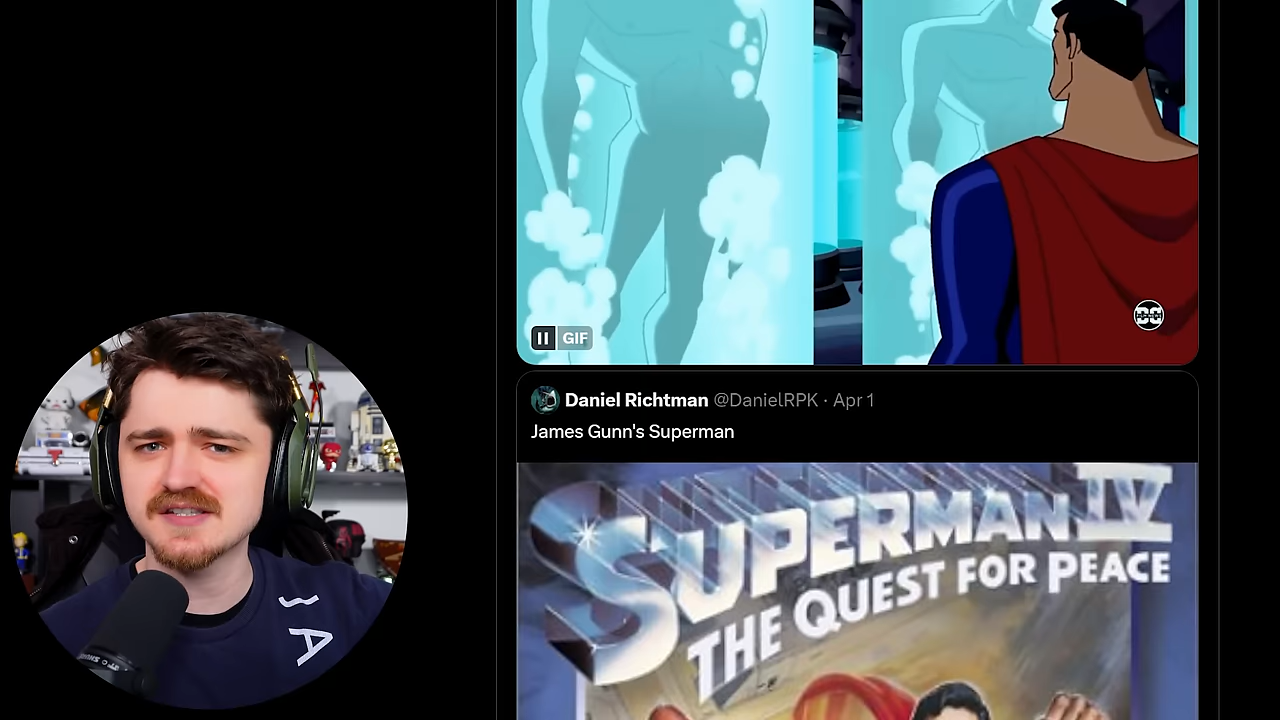 GIF
Daniel Richtman @DanielRPK · Apr 1
James Gunn's Superman
SUPERMAN IV
THE QUEST FOR PEACE
J
A